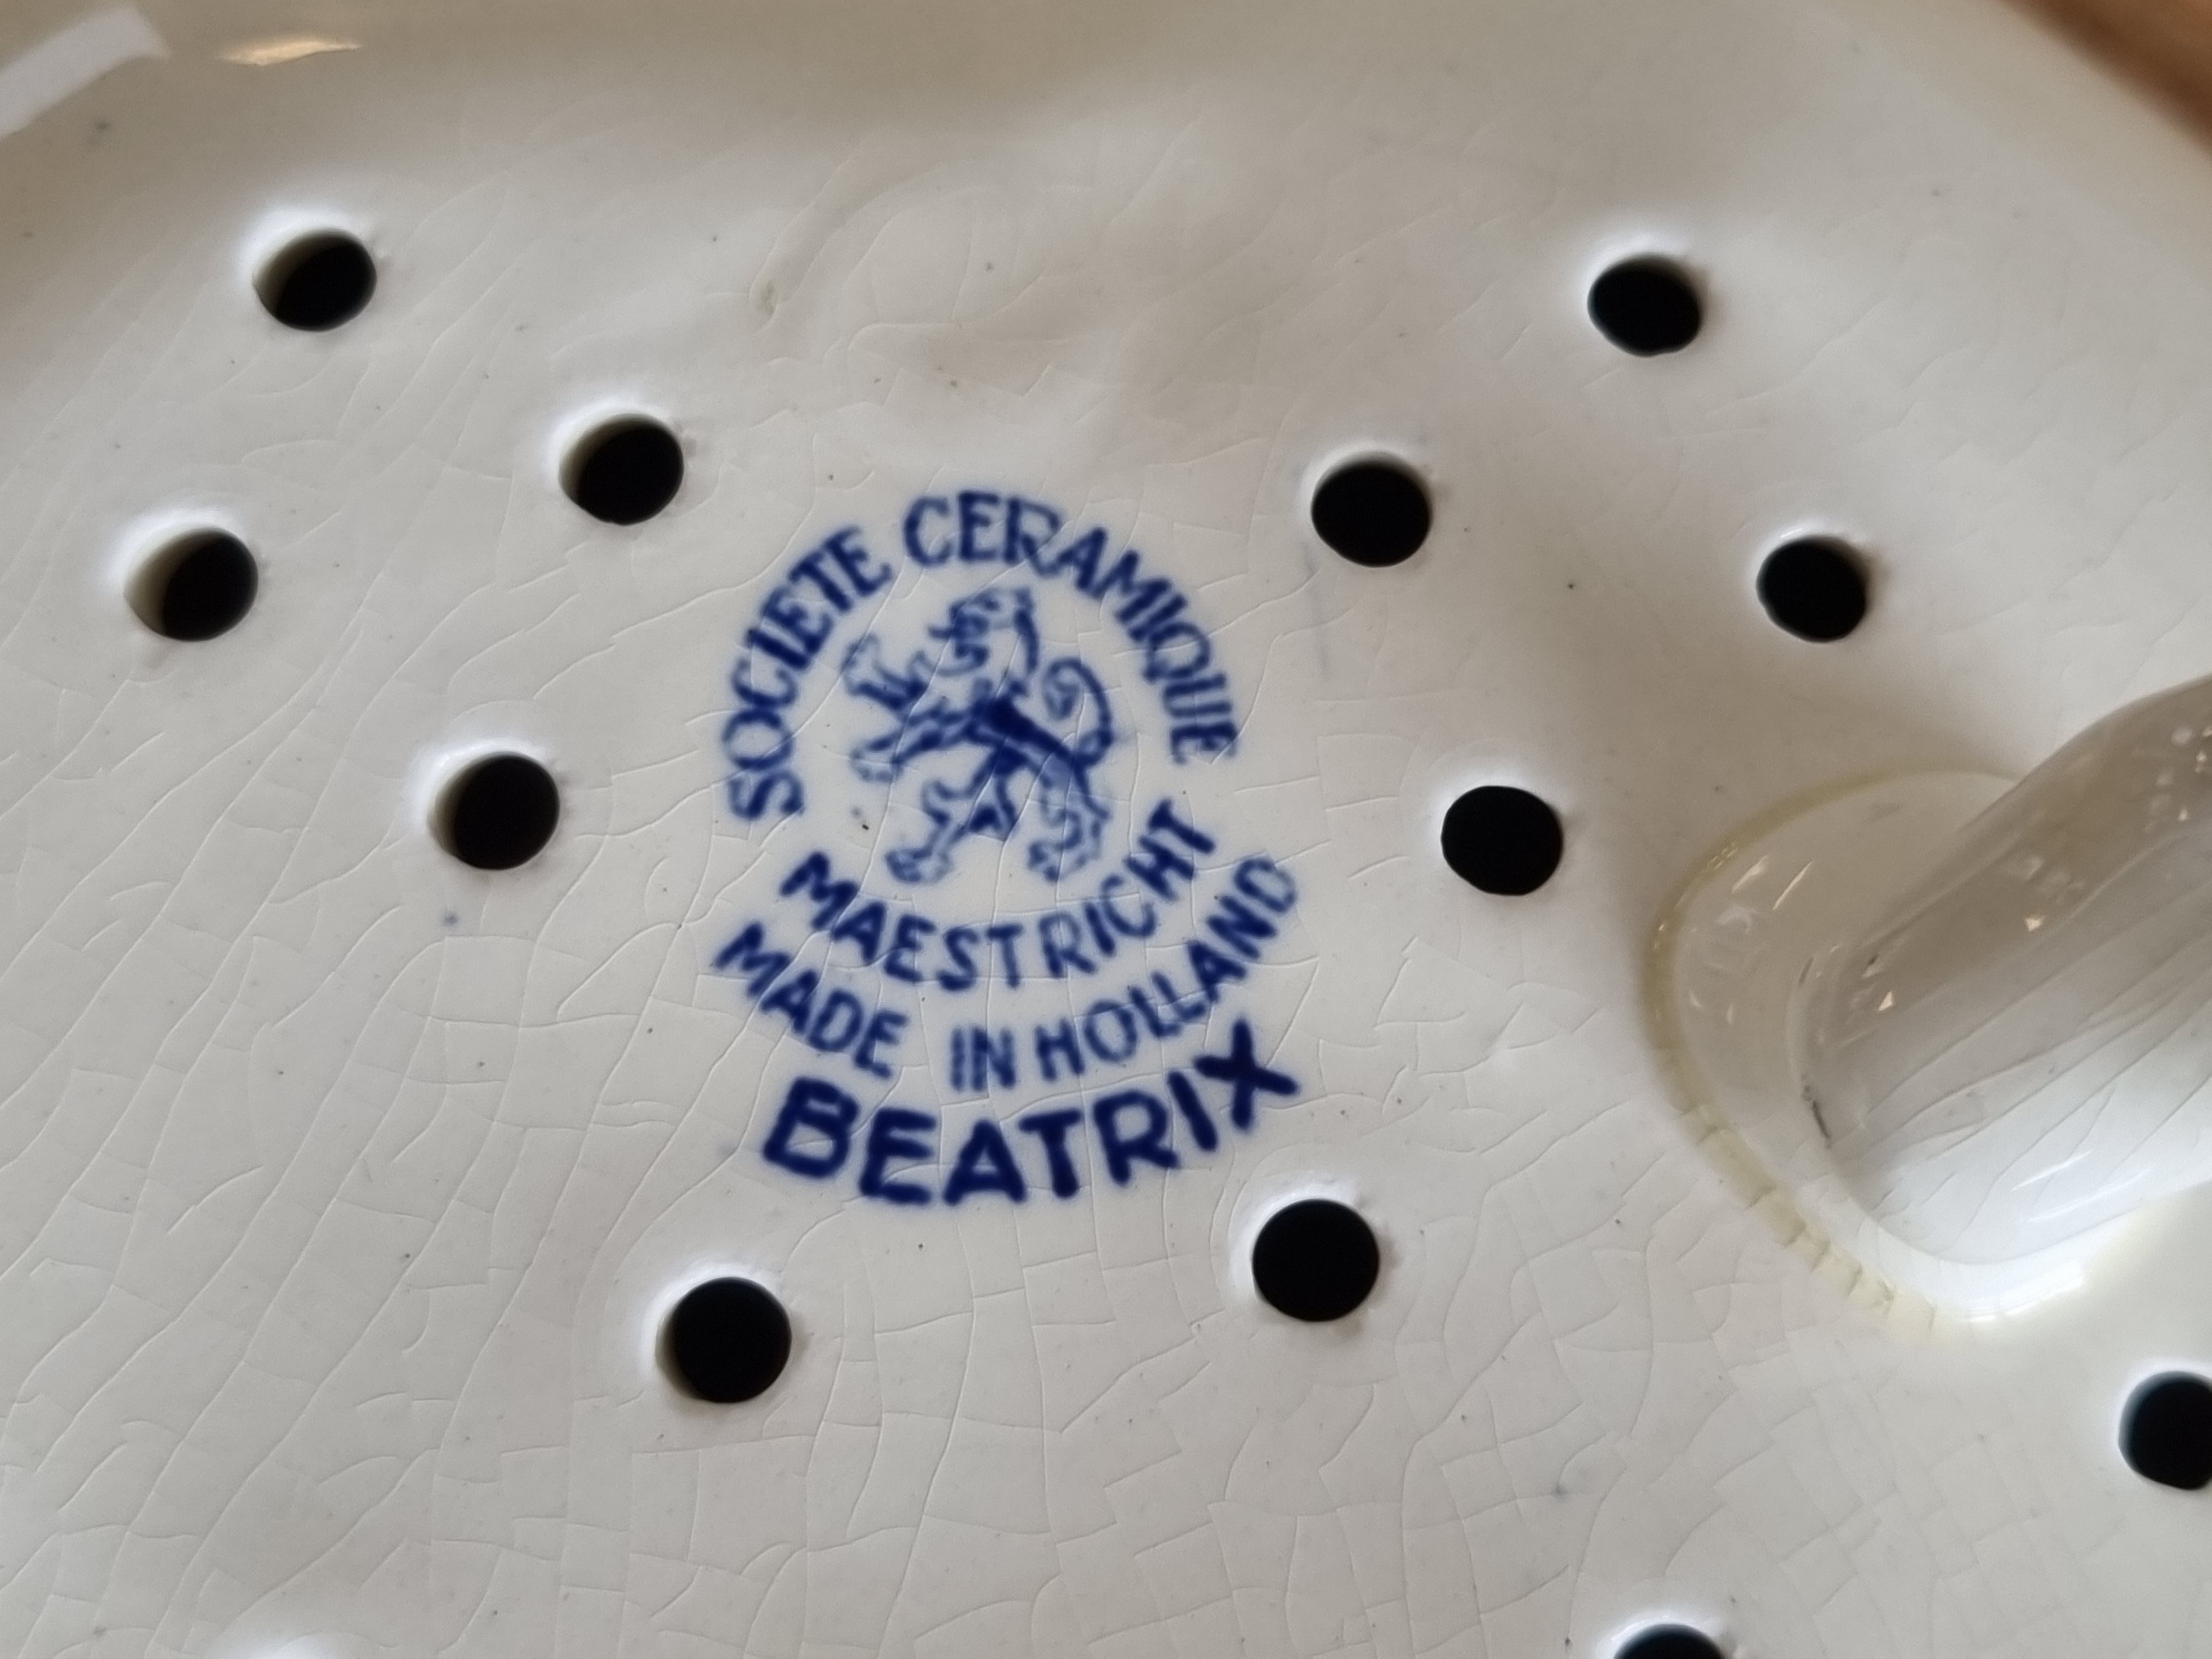 SOCIETE CERAMIQUE
MAESTRICHT
MADE IN HOLLAND
BEATRIX